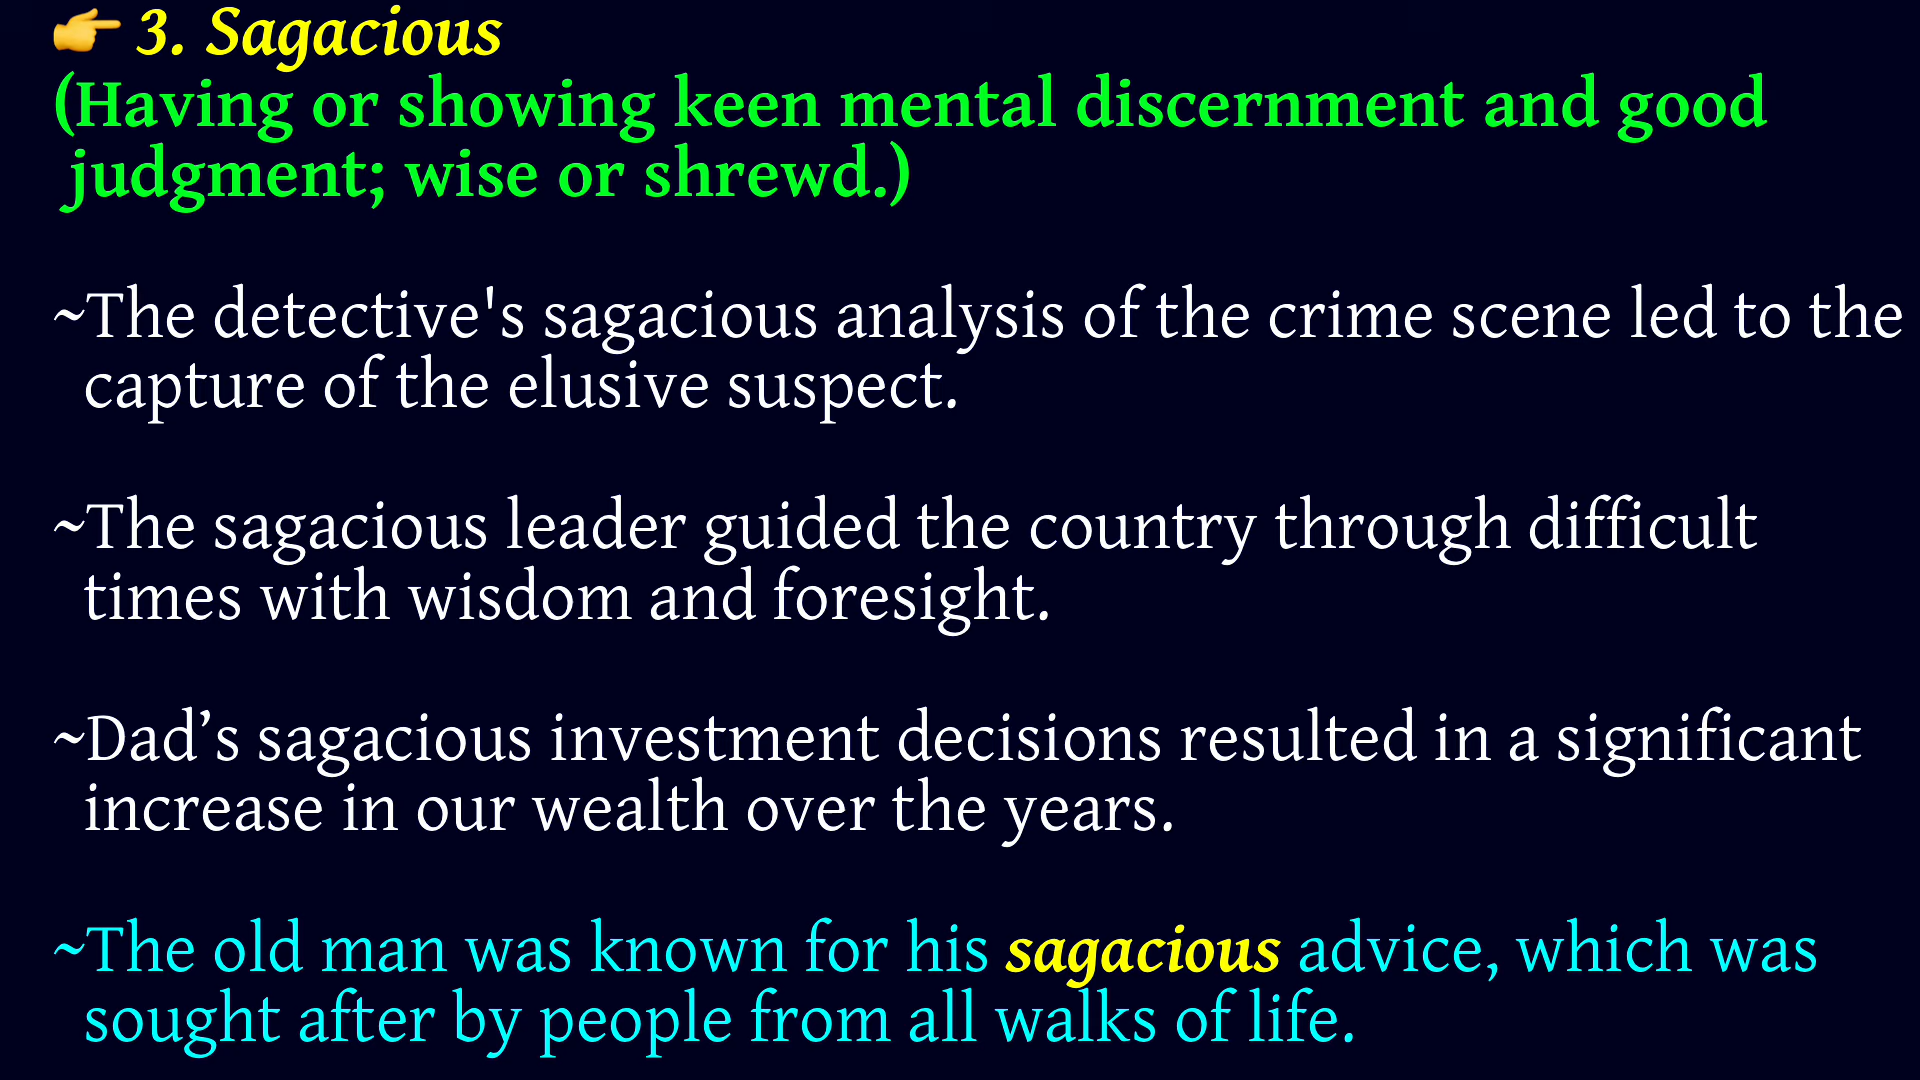 👉 3. Sagacious
(Having or showing keen mental discernment and good
judgment; wise or shrewd.)
~The detective's sagacious analysis of the crime scene led to the
capture of the elusive suspect.
~The sagacious leader guided the country through difficult
times with wisdom and foresight.
~Dad’s sagacious investment decisions resulted in a significant
increase in our wealth over the years.
~The old man was known for his sagacious advice, which was
sought after by people from all walks of life.